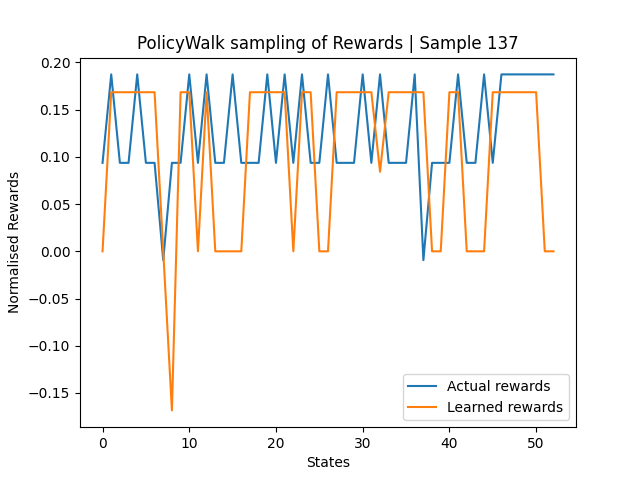 PolicyWalk sampling of Rewards | Sample 137
Normalised Rewards
0.20
0.15
0.10
0.05
0.00
−0.05
−0.10
−0.15
0 10 20 30 40 50
States
Actual rewards
Learned rewards